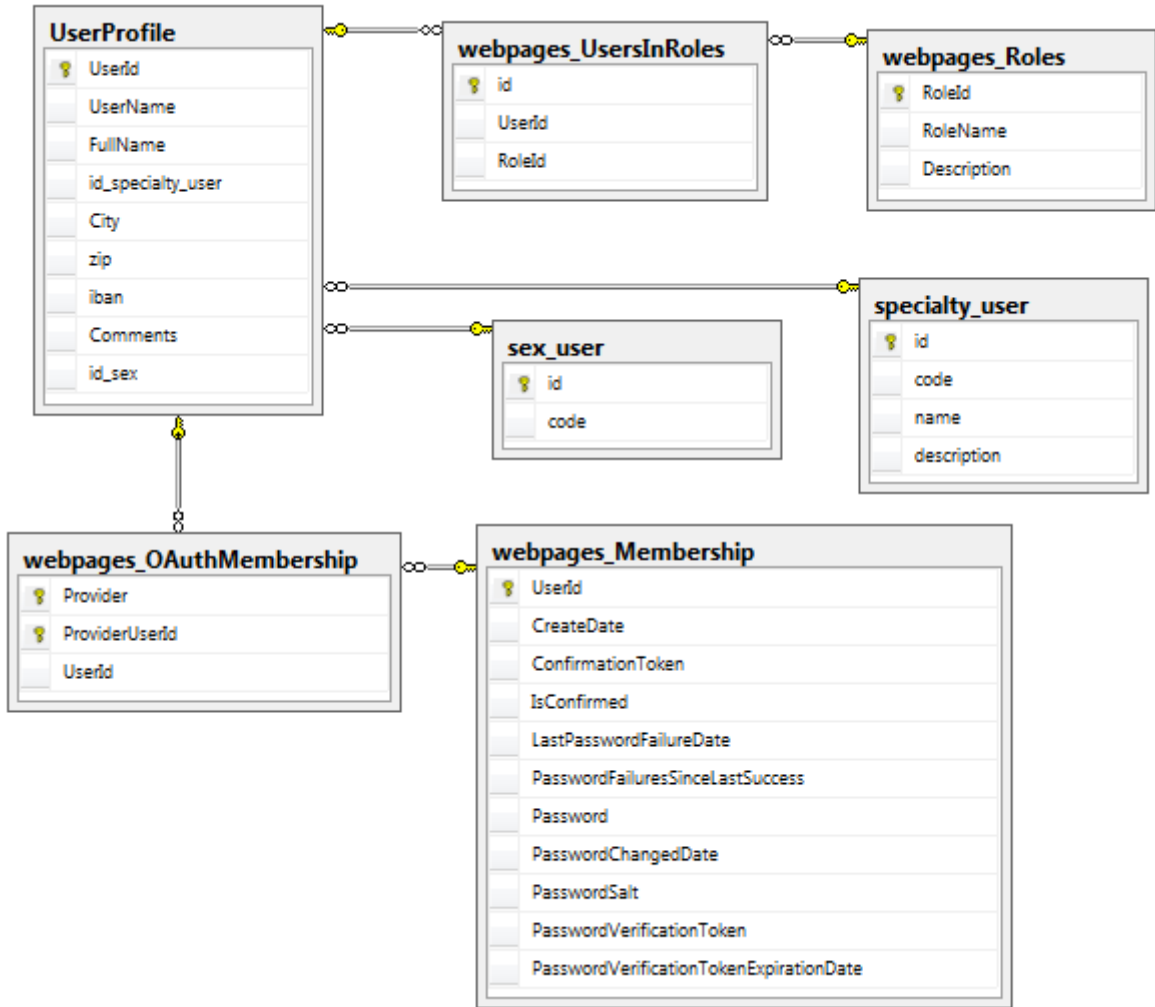 UserProfile
UserId
UserName
FullName
id_specialty_user
City
zip
iban
Comments
id_sex
webpages_UsersInRoles
id
UserId
RoleId
webpages_Roles
RoleId
RoleName
Description
sex_user
id
code
specialty_user
id
code
name
description
webpages_OAuthMembership
Provider
ProviderUserId
UserId
webpages_Membership
UserId
CreateDate
ConfirmationToken
IsConfirmed
LastPasswordFailureDate
PasswordFailuresSinceLastSuccess
Password
PasswordChangedDate
PasswordSalt
PasswordVerificationToken
PasswordVerificationTokenExpirationDate